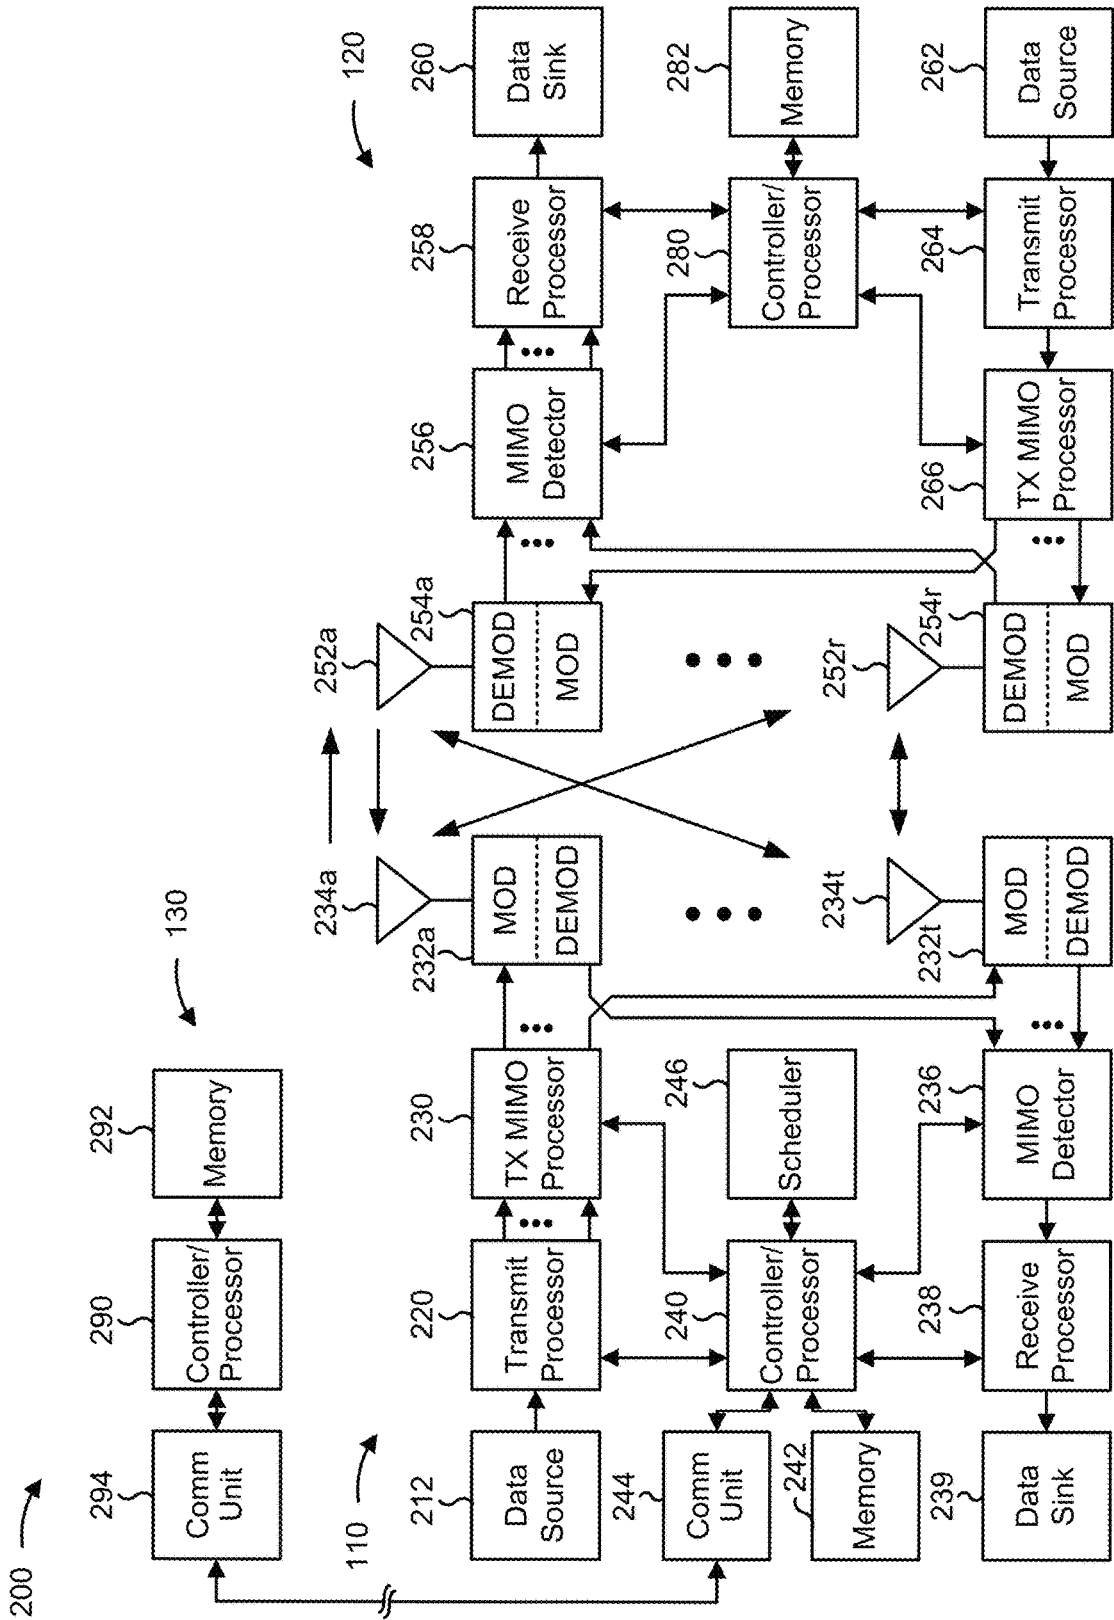 200
130
294
Comm
Unit
290
Controller/
Processor
292
Memory
110
120
212
Data
Source
220
Transmit
Processor
230
TX MIMO
Processor
232a
MOD
DEMOD
234a
252a
254a
DEMOD
MOD
256
MIMO
Detector
258
Receive
Processor
260
Data
Sink
244
Comm
Unit
242
Memory
240
Controller/
Processor
246
Scheduler
280
Controller/
Processor
282
Memory
239
Data
Sink
238
Receive
Processor
236
MIMO
Detector
232t
MOD
DEMOD
234t
252r
254r
DEMOD
MOD
266
TX MIMO
Processor
264
Transmit
Processor
262
Data
Source